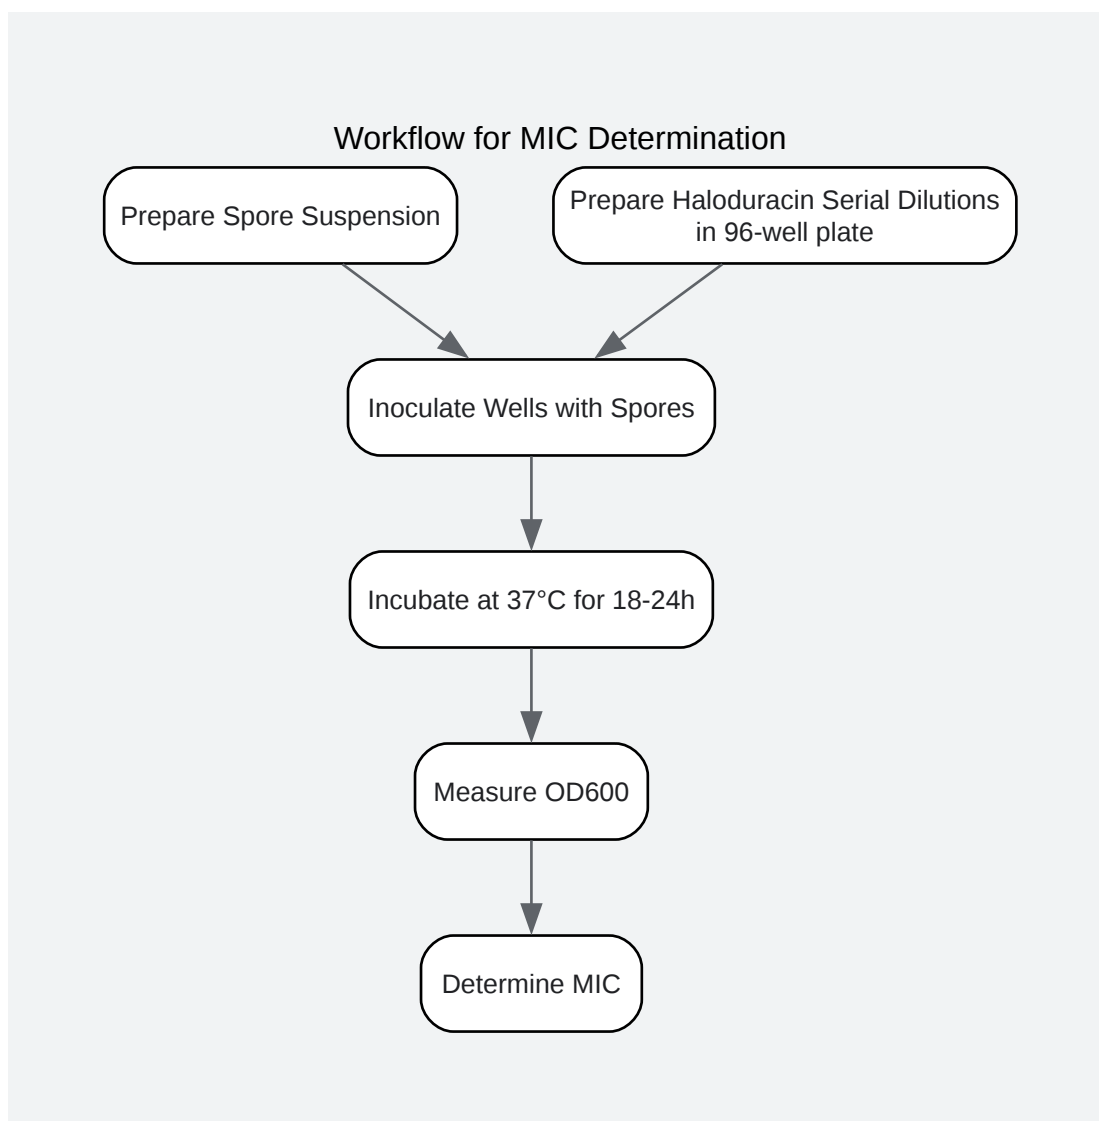 Workflow for MIC Determination
Prepare Spore Suspension
Prepare Haloduracin Serial Dilutions
in 96-well plate
Inoculate Wells with Spores
Incubate at 37°C for 18-24h
Measure OD600
Determine MIC